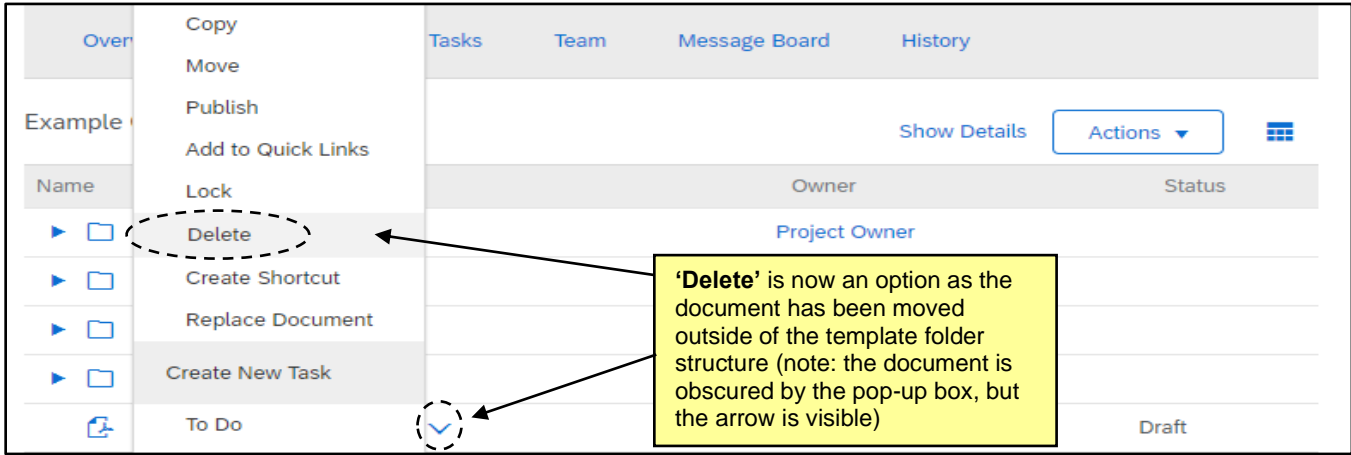 Copy
Over Tasks Team Message Board History
Move
Publish
Example Show Details Actions
Add to Quick Links
Name Lock Owner Status
Delete Project Owner
Create Shortcut
Replace Document
Create New Task
To Do Draft
‘Delete’ is now an option as the
document has been moved
outside of the template folder
structure (note: the document is
obscured by the pop-up box, but
the arrow is visible)